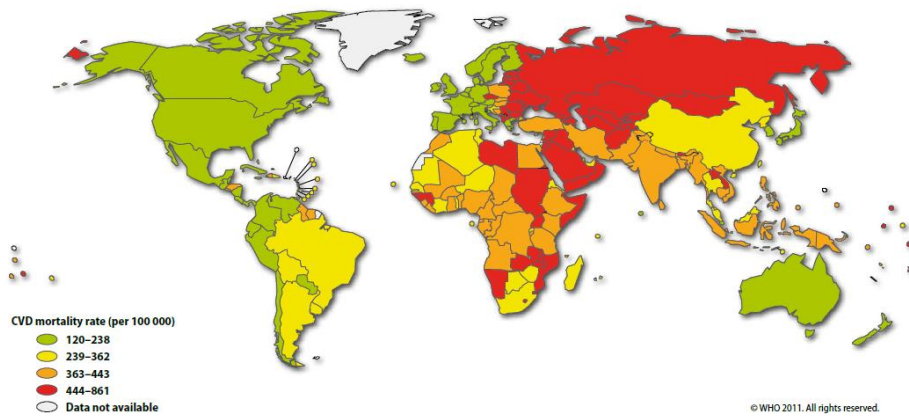 CVD mortality rate (per 100 000)
120–238
239–362
363–443
444–861
Data not available
© WHO 2011. All rights reserved.